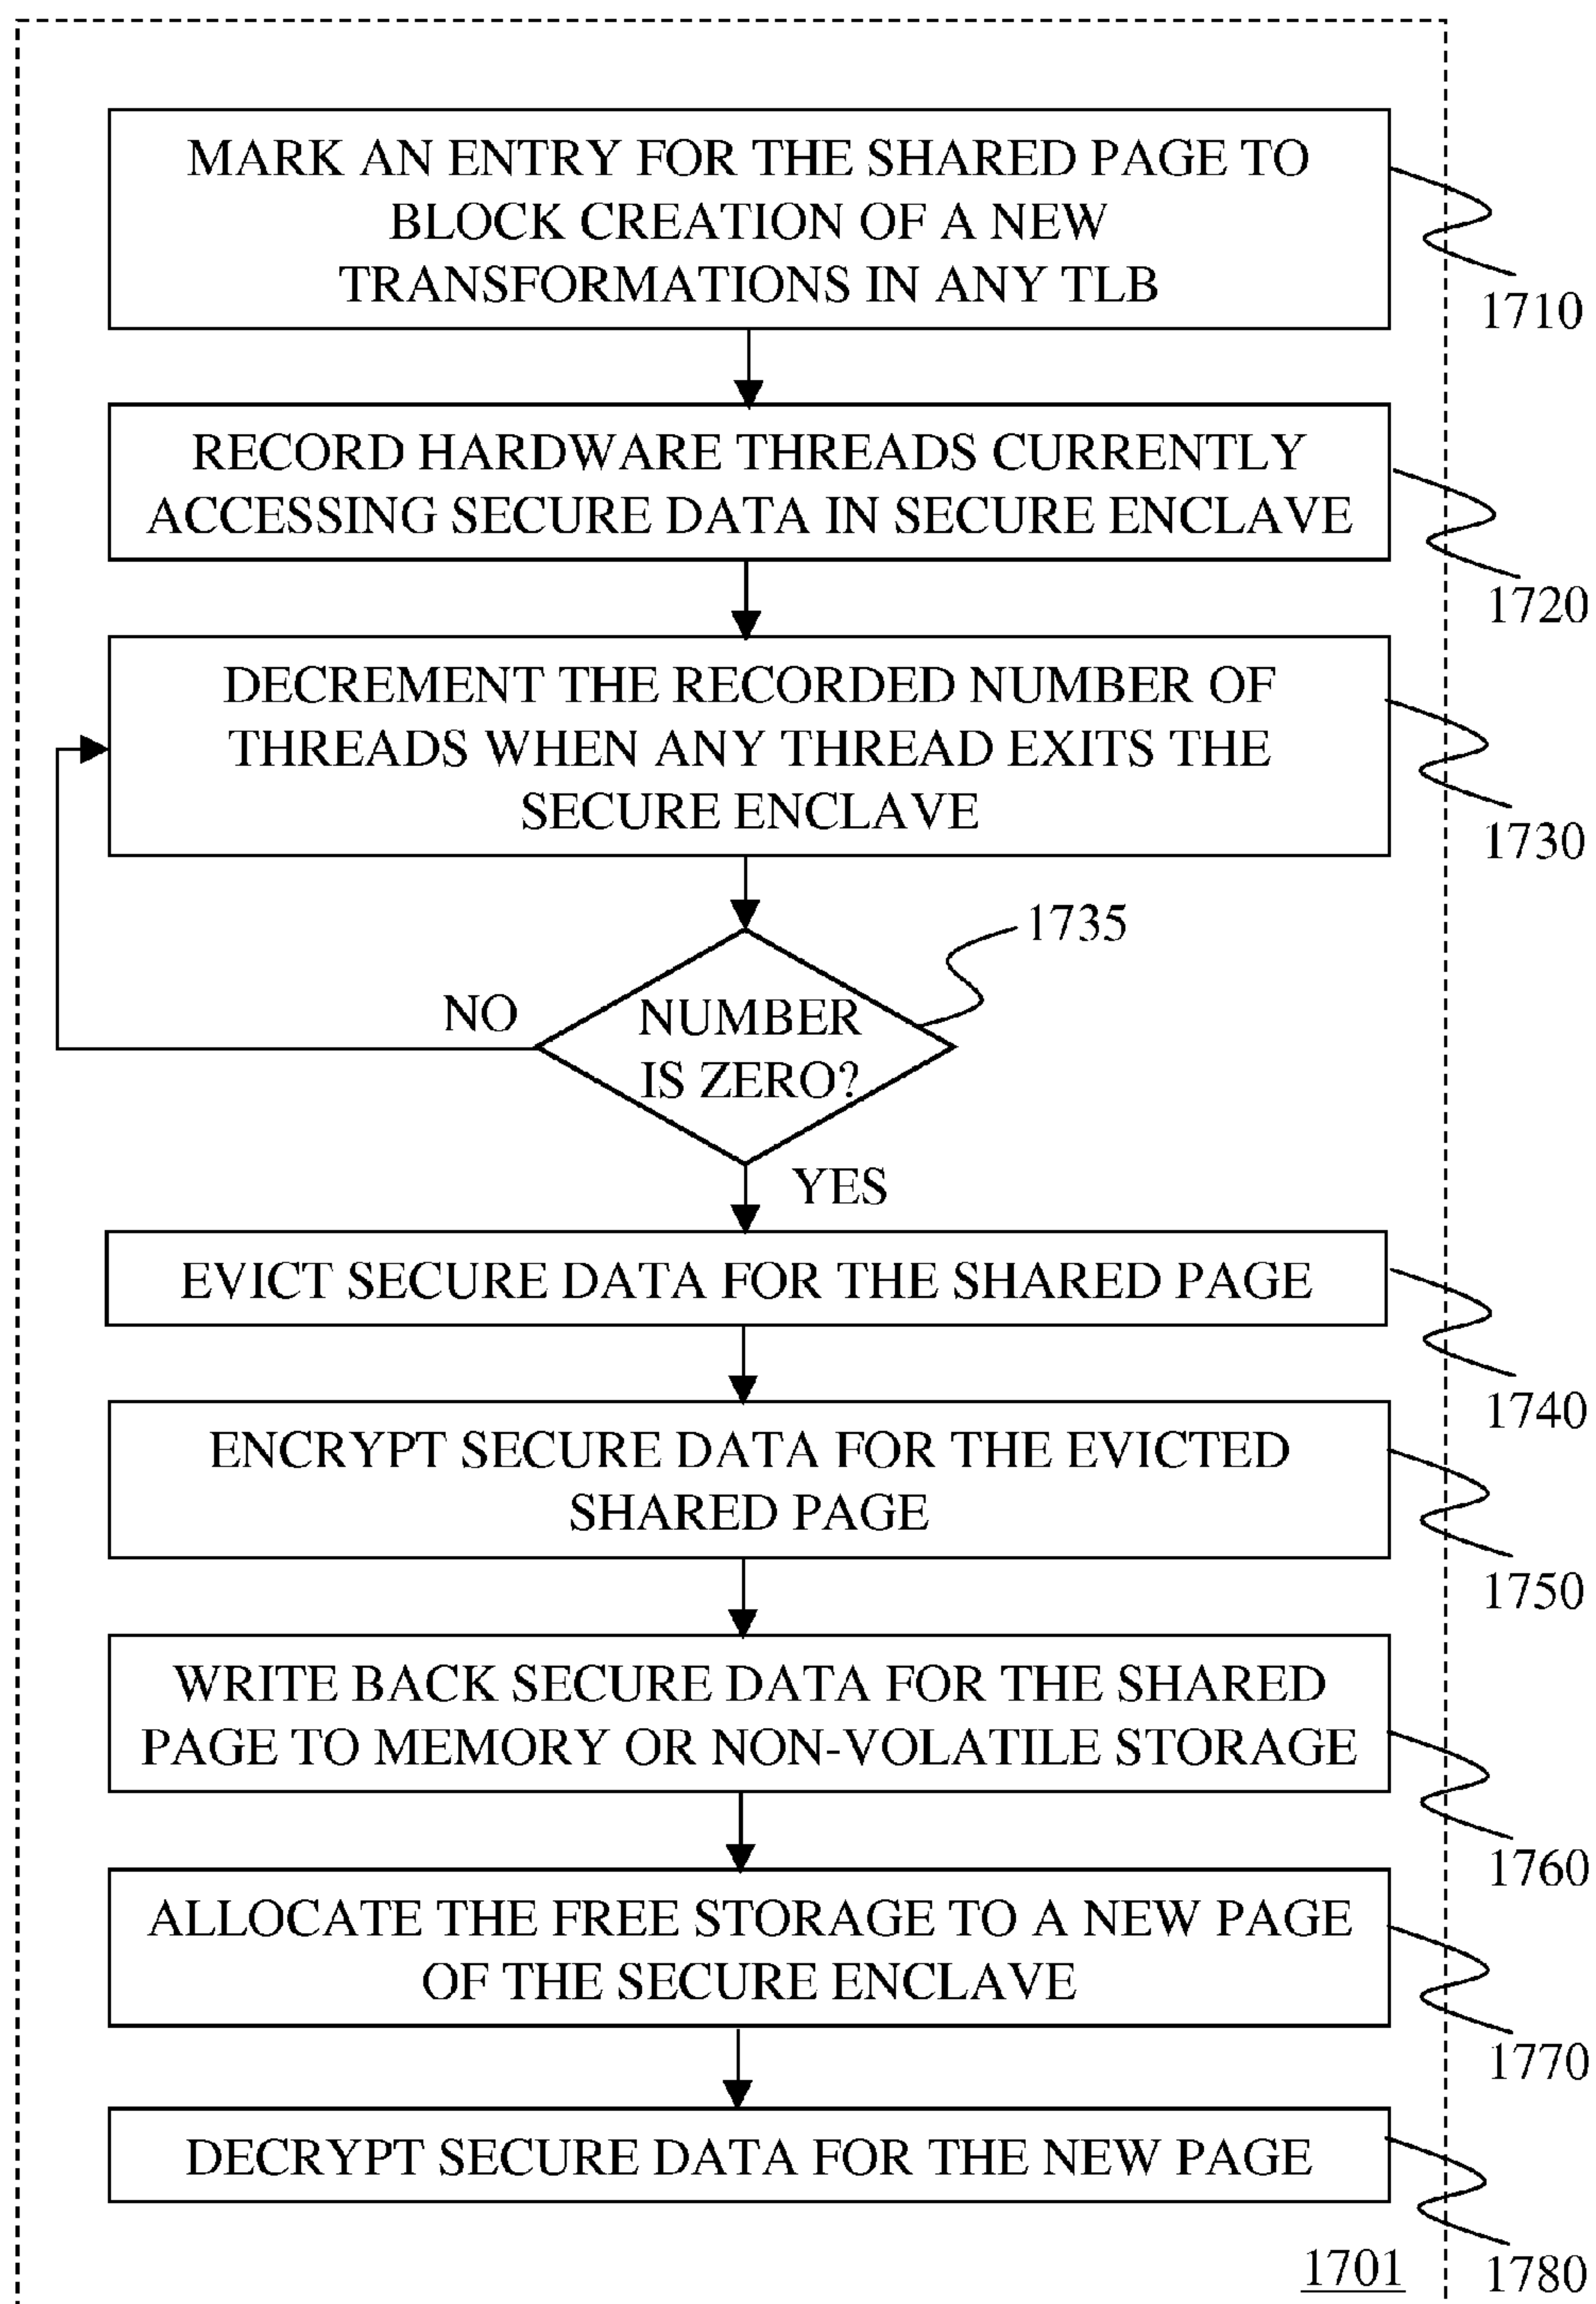 MARK AN ENTRY FOR THE SHARED PAGE TO
BLOCK CREATION OF A NEW
TRANSFORMATIONS IN ANY TLB
1710
RECORD HARDWARE THREADS CURRENTLY
ACCESSING SECURE DATA IN SECURE ENCLAVE
1720
DECREMENT THE RECORDED NUMBER OF
THREADS WHEN ANY THREAD EXITS THE
SECURE ENCLAVE
1730
1735
NO
NUMBER
IS ZERO?
YES
EVICT SECURE DATA FOR THE SHARED PAGE
1740
ENCRYPT SECURE DATA FOR THE EVICTED
SHARED PAGE
1750
WRITE BACK SECURE DATA FOR THE SHARED
PAGE TO MEMORY OR NON-VOLATILE STORAGE
1760
ALLOCATE THE FREE STORAGE TO A NEW PAGE
OF THE SECURE ENCLAVE
1770
DECRYPT SECURE DATA FOR THE NEW PAGE
1701
1780